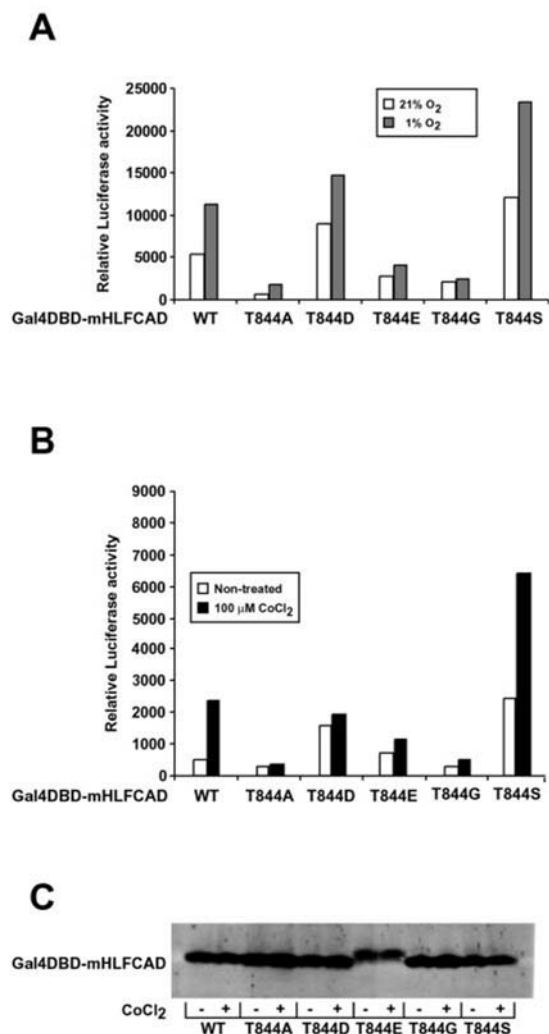 A
Relative Luciferase activity
25000
20000
15000
10000
5000
0
21% O2
1% O2
Gal4DBD-mHLFCAD WT T844A T844D T844E T844G T844S
B
Relative Luciferase activity
9000
8000
7000
6000
5000
4000
3000
2000
1000
0
Non-treated
100 µM CoCl2
Gal4DBD-mHLFCAD WT T844A T844D T844E T844G T844S
C
Gal4DBD-mHLFCAD
CoCl2 - + - + - + - + - + - +
WT T844A T844D T844E T844G T844S